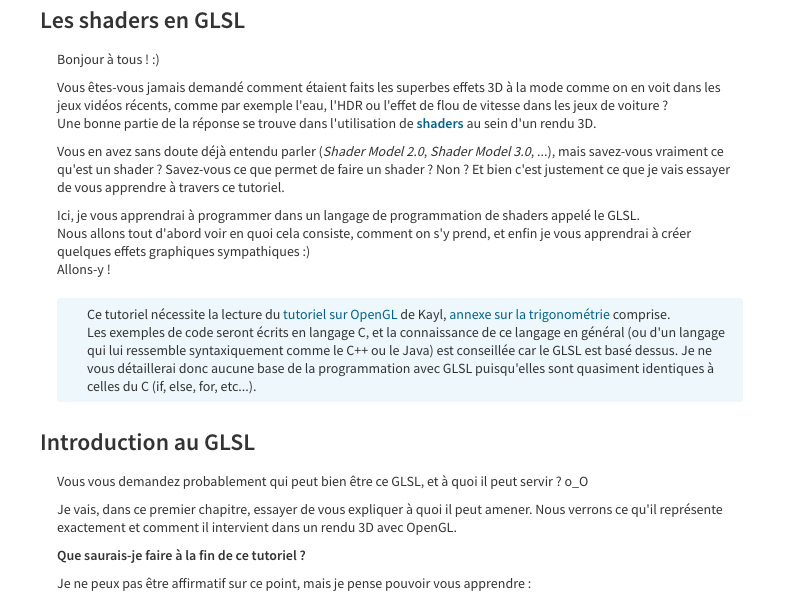 Les shaders en GLSL
Bonjour à tous ! :)
Vous êtes-vous jamais demandé comment étaient faits les superbes effets 3D à la mode comme on en voit dans les
jeux vidéos récents, comme par exemple l'eau, l'HDR ou l'effet de flou de vitesse dans les jeux de voiture ?
Une bonne partie de la réponse se trouve dans l'utilisation de shaders au sein d'un rendu 3D.
Vous en avez sans doute déjà entendu parler (Shader Model 2.0, Shader Model 3.0, ...), mais savez-vous vraiment ce
qu'est un shader ? Savez-vous ce que permet de faire un shader ? Non ? Et bien c'est justement ce que je vais essayer
de vous apprendre à travers ce tutoriel.
Ici, je vous apprendrai à programmer dans un langage de programmation de shaders appelé le GLSL.
Nous allons tout d'abord voir en quoi cela consiste, comment on s'y prend, et enfin je vous apprendrai à créer
quelques effets graphiques sympathiques :)
Allons-y !
Ce tutoriel nécessite la lecture du tutoriel sur OpenGL de Kayl, annexe sur la trigonométrie comprise.
Les exemples de code seront écrits en langage C, et la connaissance de ce langage en général (ou d'un langage
qui lui ressemble syntaxiquement comme le C++ ou le Java) est conseillée car le GLSL est basé dessus. Je ne
vous détaillerai donc aucune base de la programmation avec GLSL puisqu'elles sont quasiment identiques à
celles du C (if, else, for, etc...).
Introduction au GLSL
Vous vous demandez probablement qui peut bien être ce GLSL, et à quoi il peut servir ? o_O
Je vais, dans ce premier chapitre, essayer de vous expliquer à quoi il peut amener. Nous verrons ce qu'il représente
exactement et comment il intervient dans un rendu 3D avec OpenGL.
Que saurais-je faire à la fin de ce tutoriel ?
Je ne peux pas être affirmatif sur ce point, mais je pense pouvoir vous apprendre :